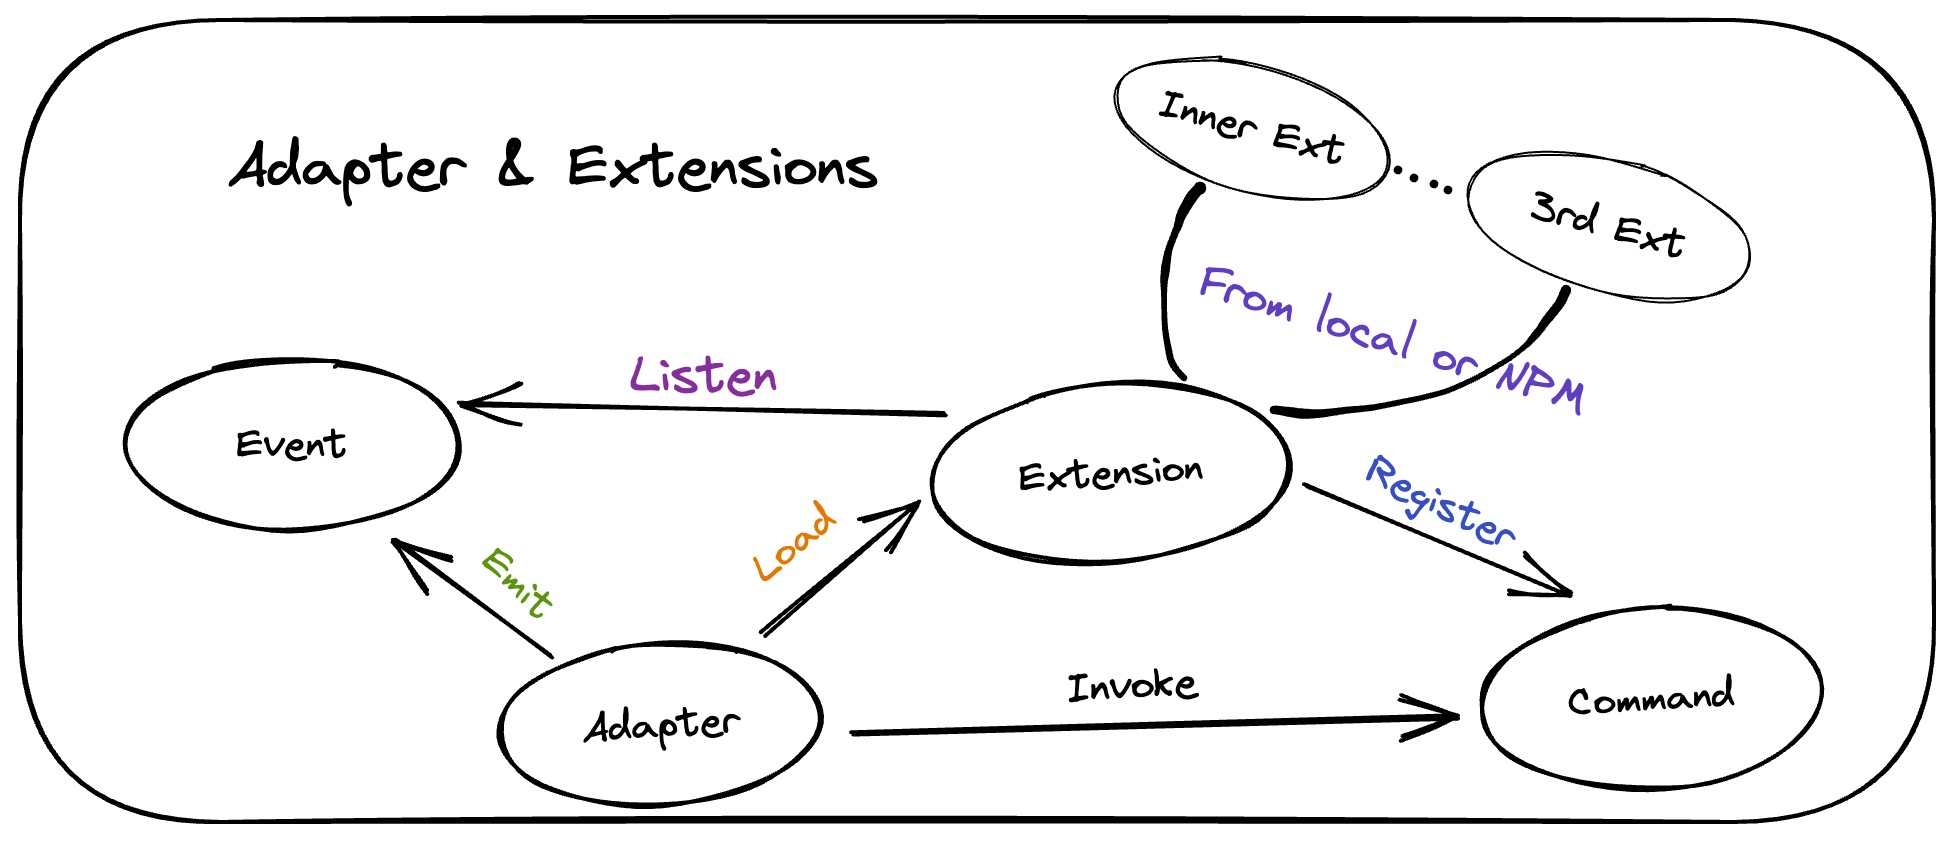 Adapter & Extensions
Inner Ext
3rd Ext
From local or NPM
Listen
Event
Extension
Register
Load
Emit
Invoke
Adapter
Command